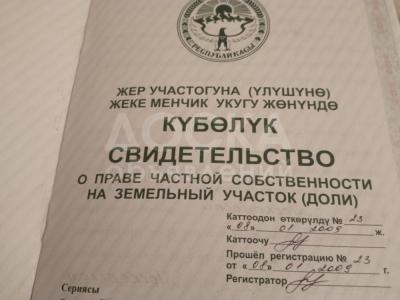 РЕСПУБЛИКАСЫ
ЖЕР УЧАСТОГУНА (ҮЛҮШҮНӨ)
ЖЕКЕ МЕНЧИК УКУГУ ЖӨНҮНДӨ
КҮБӨЛҮК
СВИДЕТЕЛЬСТВО
О ПРАВЕ ЧАСТНОЙ СОБСТВЕННОСТИ
НА ЗЕМЕЛЬНЫЙ УЧАСТОК (ДОЛИ)
Каттоодон өткөрүлдү № 23
«08» 01 2009 ж.
Каттоочу
Прошёл регистрацию № 23
от «08» 01 2009 г.
Регистратор
Сериясы